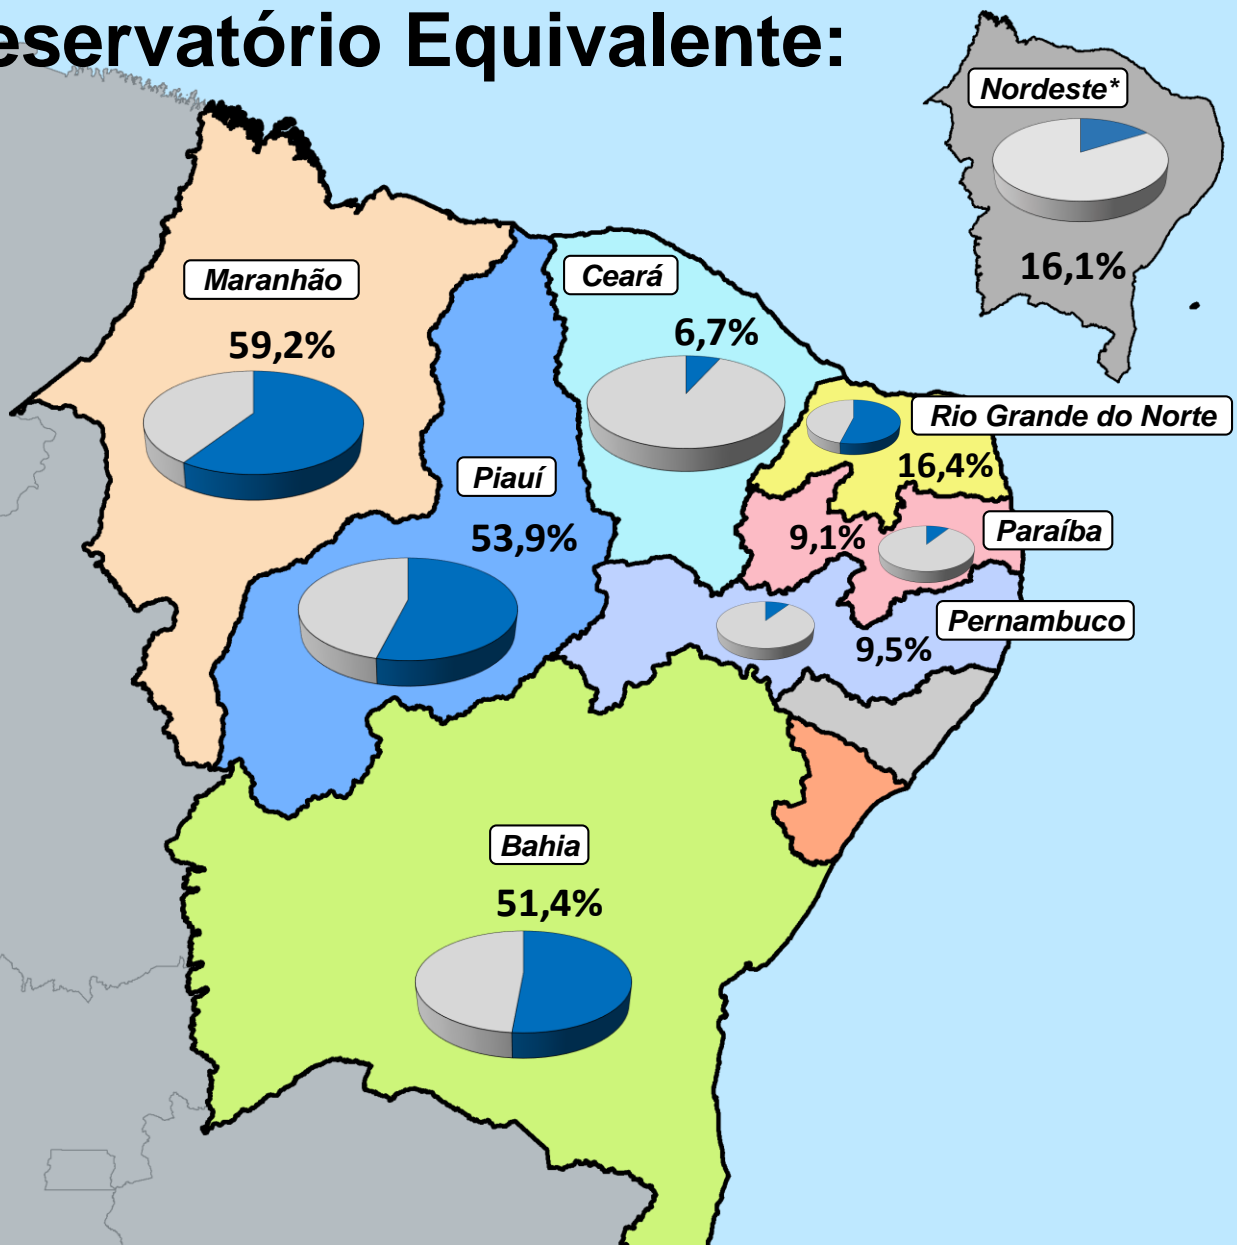 eservatório Equivalente:
Nordeste*
16,1%
Maranhão
59,2%
Ceará
6,7%
Rio Grande do Norte
16,4%
Piauí
53,9%
Paraíba
9,1%
Pernambuco
9,5%
Bahia
51,4%